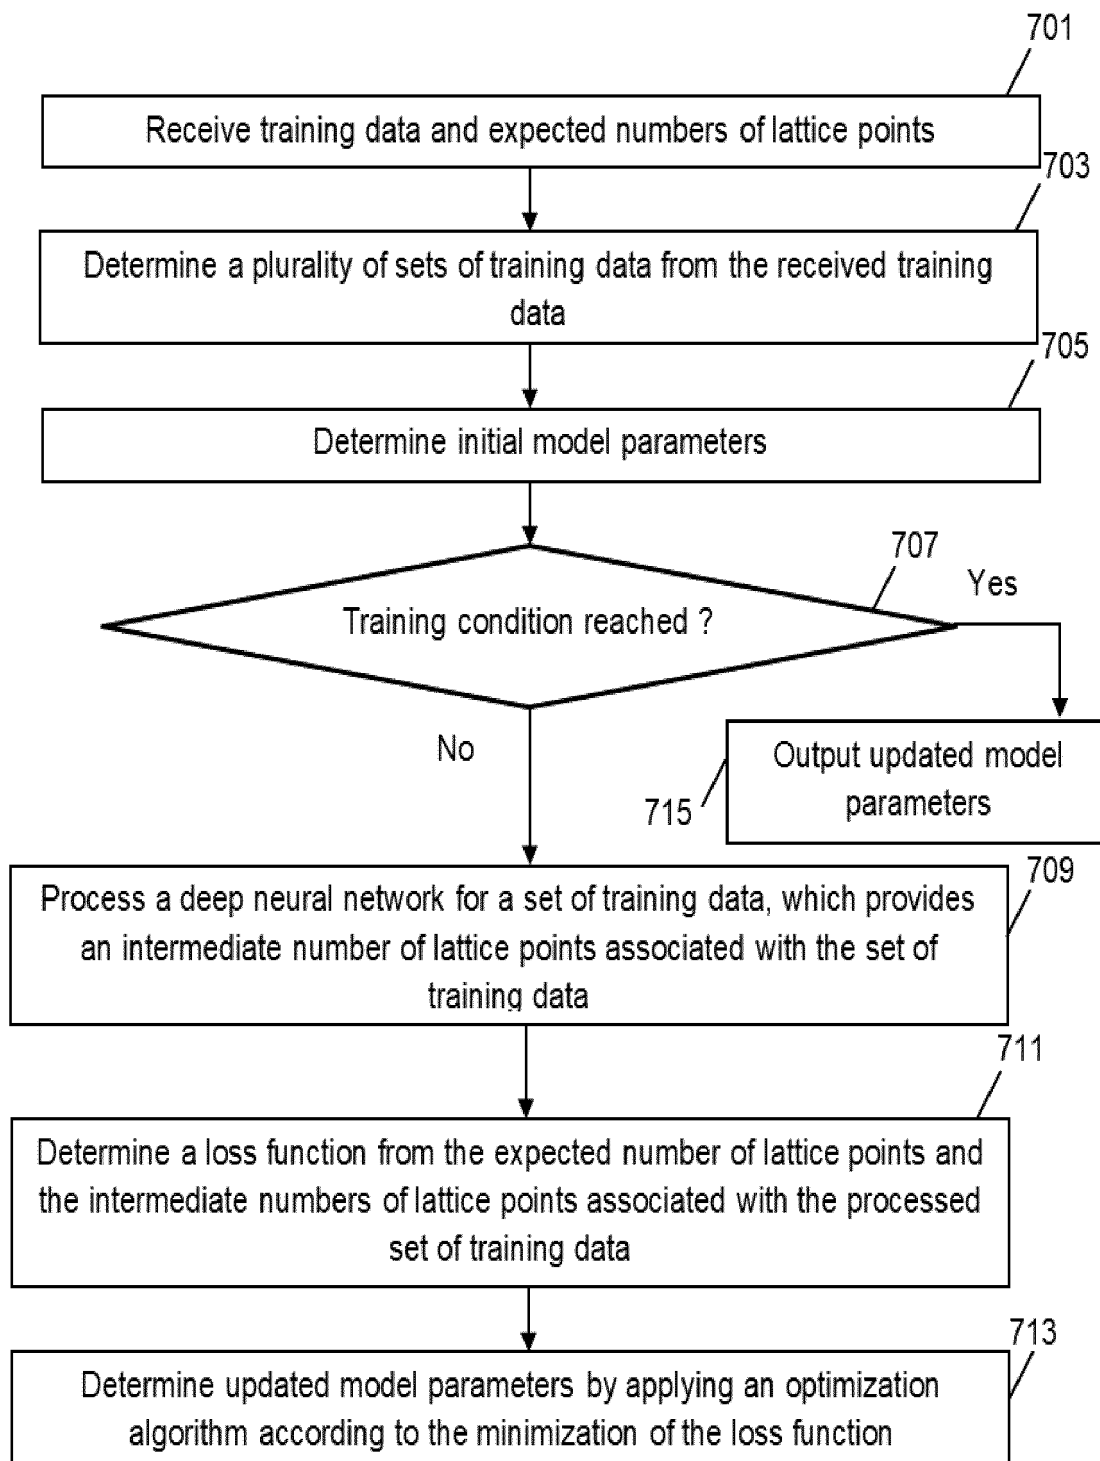 701
Receive training data and expected numbers of lattice points
703
Determine a plurality of sets of training data from the received training
data
705
Determine initial model parameters
707
Yes
Training condition reached ?
No
Output updated model
parameters
715
709
Process a deep neural network for a set of training data, which provides
an intermediate number of lattice points associated with the set of
training data
711
Determine a loss function from the expected number of lattice points and
the intermediate numbers of lattice points associated with the processed
set of training data
713
Determine updated model parameters by applying an optimization
algorithm according to the minimization of the loss function